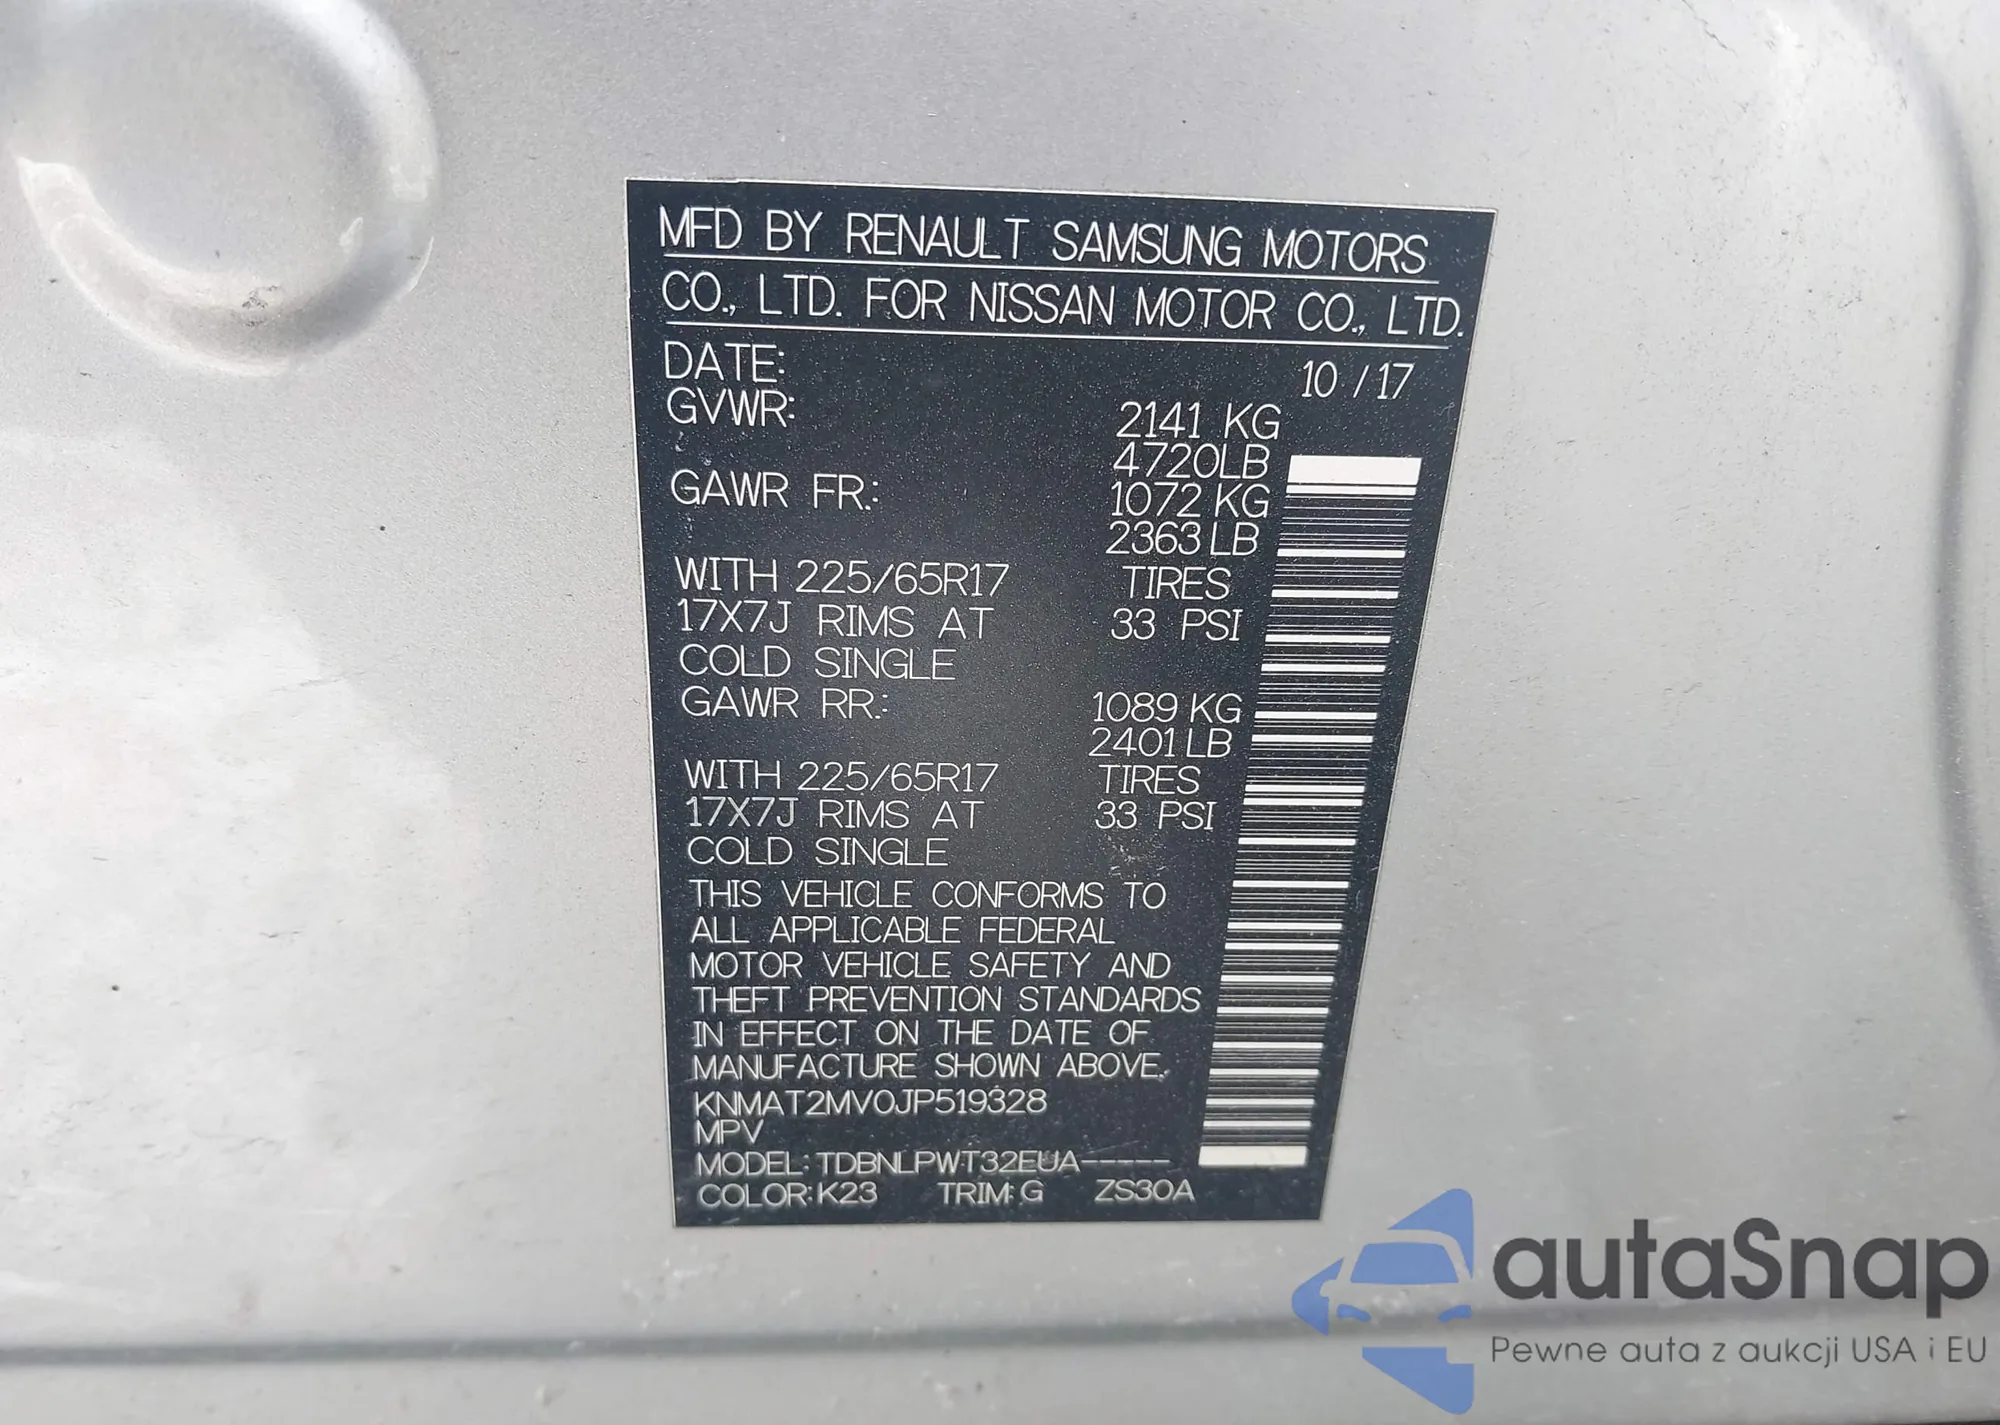 MFD BY RENAULT SAMSUNG MOTORS
CO., LTD. FOR NISSAN MOTOR CO., LTD.
DATE: 10 / 17
GVWR: 2141 KG
4720LB
GAWR FR.: 1072 KG
2363 LB
WITH 225/65R17 TIRES
17X7J RIMS AT 33 PSI
COLD SINGLE
GAWR RR.: 1089 KG
2401 LB
WITH 225/65R17 TIRES
17X7J RIMS AT 33 PSI
COLD SINGLE
THIS VEHICLE CONFORMS TO
ALL APPLICABLE FEDERAL
MOTOR VEHICLE SAFETY AND
THEFT PREVENTION STANDARDS
IN EFFECT ON THE DATE OF
MANUFACTURE SHOWN ABOVE.
KNMAT2MV0JP519328
MPV
MODEL: TDBNLPWT32EUA-----
COLOR: K23 TRIM: G ZS30A
autaSnap
Pewne auta z aukcji USA i EU